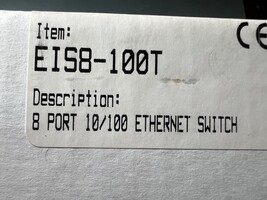 Item:
EIS8-100T
Description:
8 PORT 10/100 ETHERNET SWITCH
CE